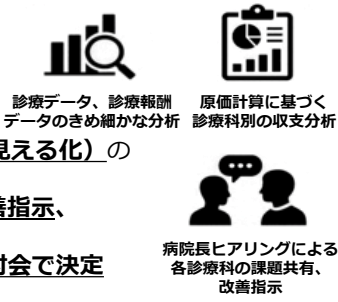 診療データ、診療報酬
データのきめ細かな分析
原価計算に基づく
診療科別の収支分析
見える化）の
善指示、
討会で決定
病院長ヒアリングによる
各診療科の課題共有、
改善指示